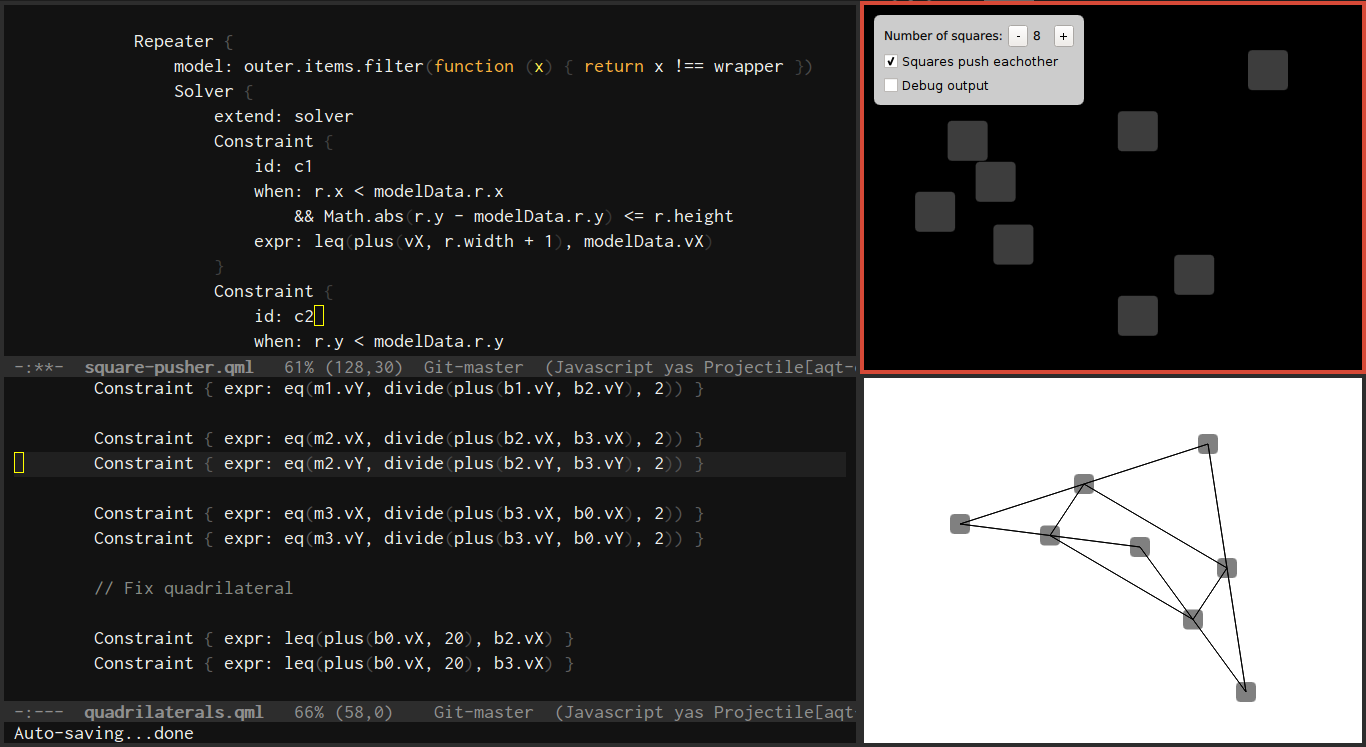 Repeater {
model: outer.items.filter(function (x) { return x !== wrapper })
Solver {
extend: solver
Constraint {
id: c1
when: r.x < modelData.r.x
&& Math.abs(r.y - modelData.r.y) <= r.height
expr: leq(plus(vX, r.width + 1), modelData.vX)
}
Constraint {
id: c2
when: r.y < modelData.r.y
-:**-  square-pusher.qml   61% (128,30)  Git-master  (Javascript yas Projectile[aqt-
Constraint { expr: eq(m1.vY, divide(plus(b1.vY, b2.vY), 2)) }
Constraint { expr: eq(m2.vX, divide(plus(b2.vX, b3.vX), 2)) }
Constraint { expr: eq(m2.vY, divide(plus(b2.vY, b3.vY), 2)) }
Constraint { expr: eq(m3.vX, divide(plus(b3.vX, b0.vX), 2)) }
Constraint { expr: eq(m3.vY, divide(plus(b3.vY, b0.vY), 2)) }
// Fix quadrilateral
Constraint { expr: leq(plus(b0.vX, 20), b2.vX) }
Constraint { expr: leq(plus(b0.vX, 20), b3.vX) }
-:---  quadrilaterals.qml   66% (58,0)    Git-master  (Javascript yas Projectile[aqt
Auto-saving...done
Number of squares: - 8 +
Squares push eachother
Debug output